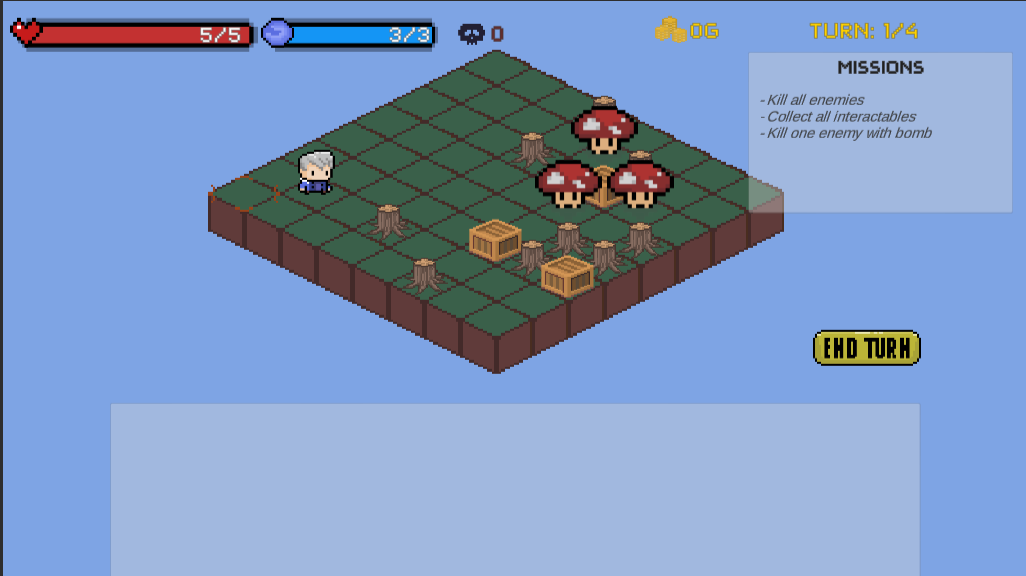 5/5 3/3 0 0G TURN: 1/4
MISSIONS
- Kill all enemies
- Collect all interactables
- Kill one enemy with bomb
END TURN